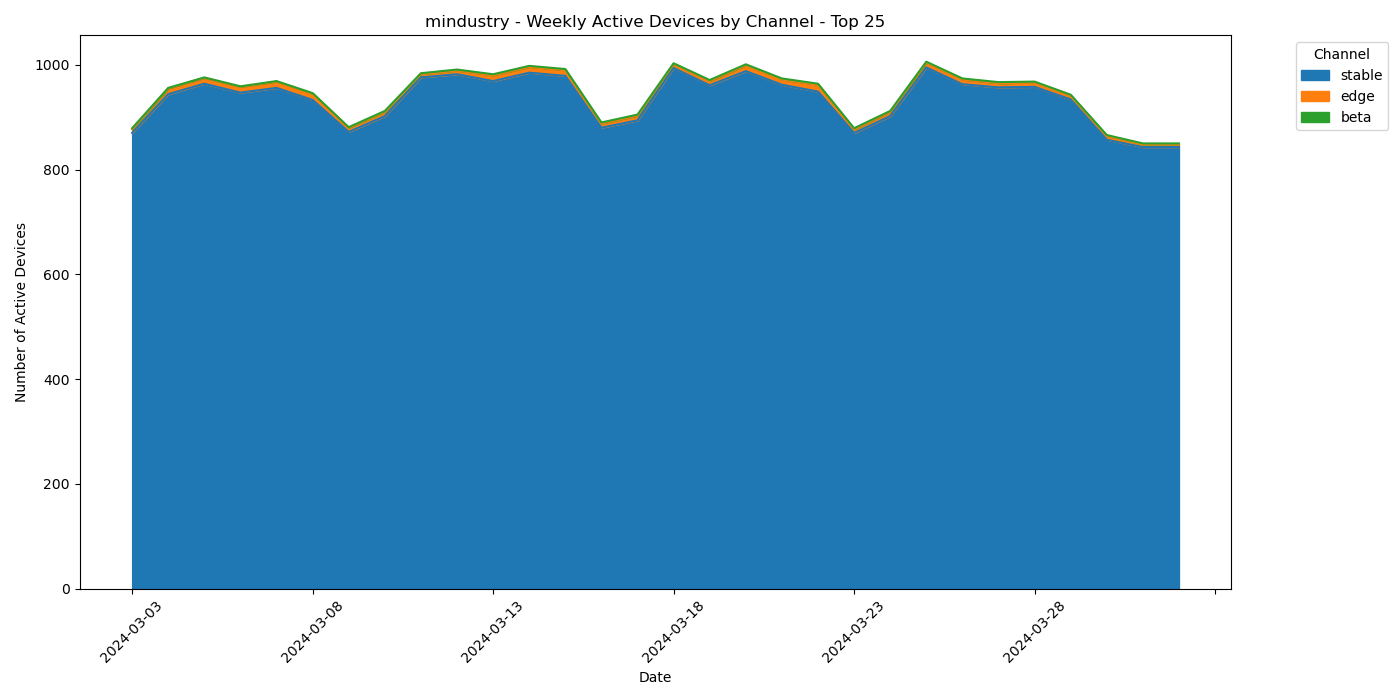 mindustry - Weekly Active Devices by Channel - Top 25
Channel
stable
edge
beta
Number of Active Devices
1000
800
600
400
200
0
2024-03-03
2024-03-08
2024-03-13
2024-03-18
2024-03-23
2024-03-28
Date